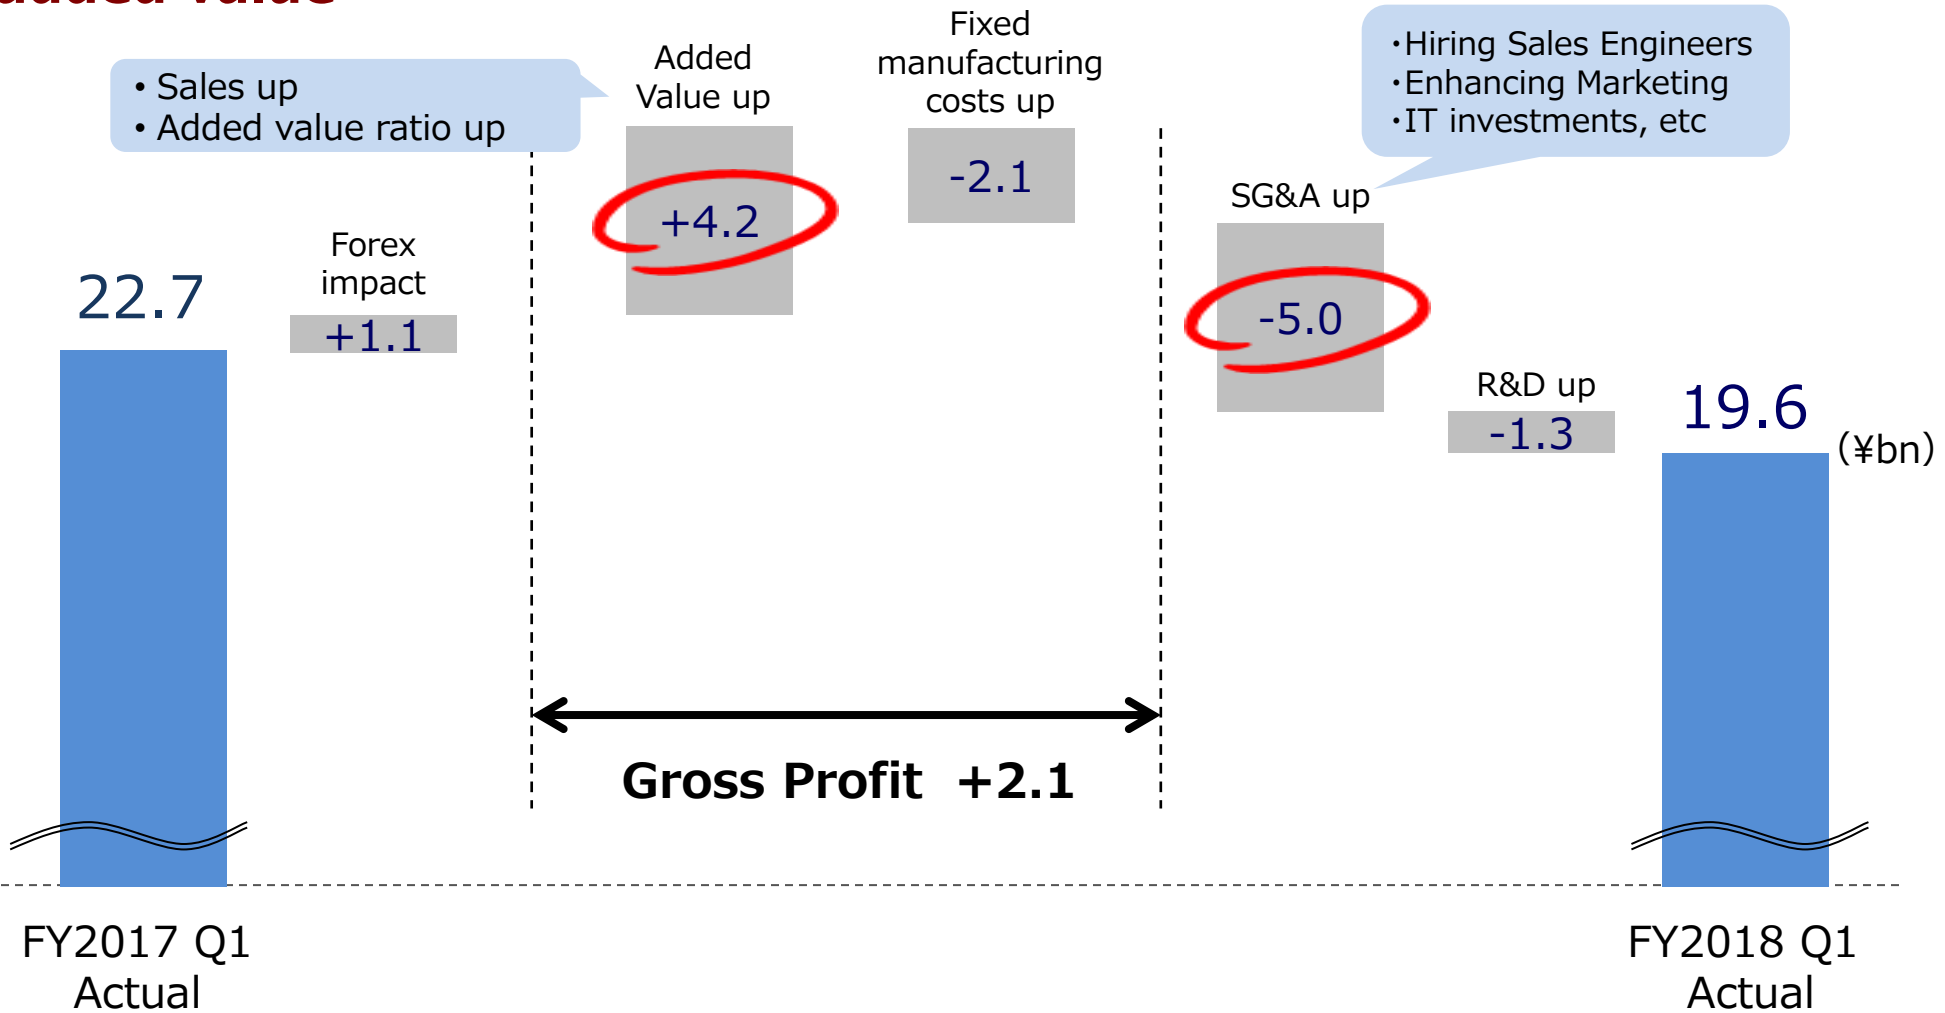 added value
• Sales up
• Added value ratio up
Added
Value up
+4.2
Fixed
manufacturing
costs up
-2.1
・Hiring Sales Engineers
・Enhancing Marketing
・IT investments, etc
SG&A up
-5.0
Forex
impact
+1.1
22.7
R&D up
-1.3
19.6
(¥bn)
Gross Profit +2.1
FY2017 Q1
Actual
FY2018 Q1
Actual